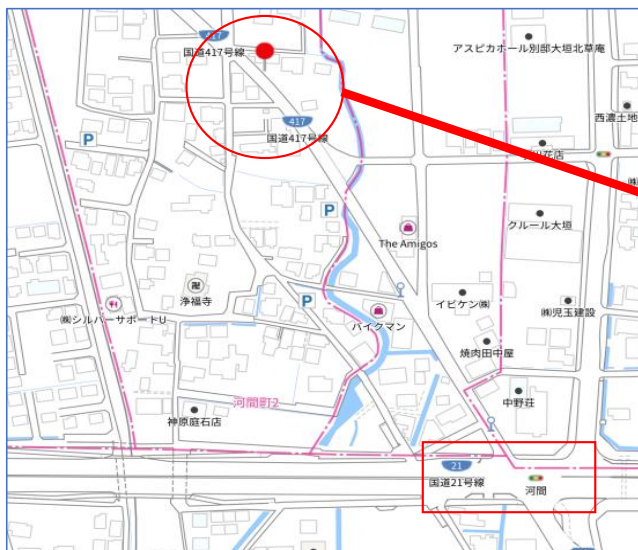 417
国道417号線
アスピカホール別邸大垣北草庵
417
国道417号線
西濃土地
P
花店
㈱
P
クルール大垣
The Amigos
浄福寺
P
イビケン㈱
㈱児玉建設
㈱シルバーサポートU
バイクマン
焼肉田中屋
河間町2
中野荘
神原庭石店
21
国道21号線
河間